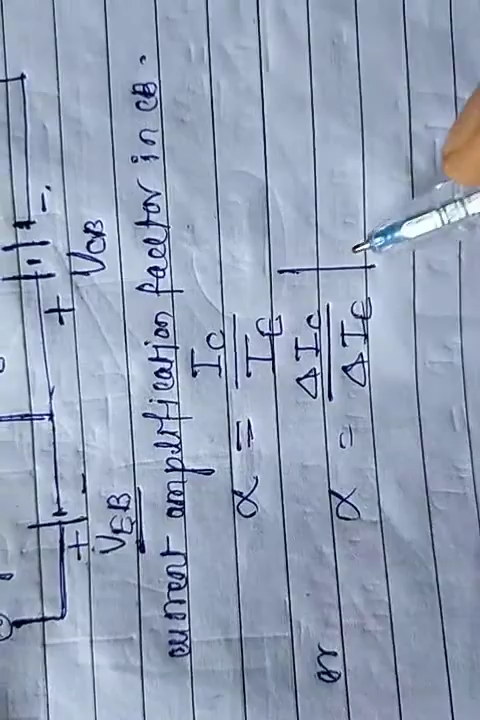 + - + -
VEB VCB
current amplification factor in CB.
α = IC / IE
or α = ΔIC / ΔIE |